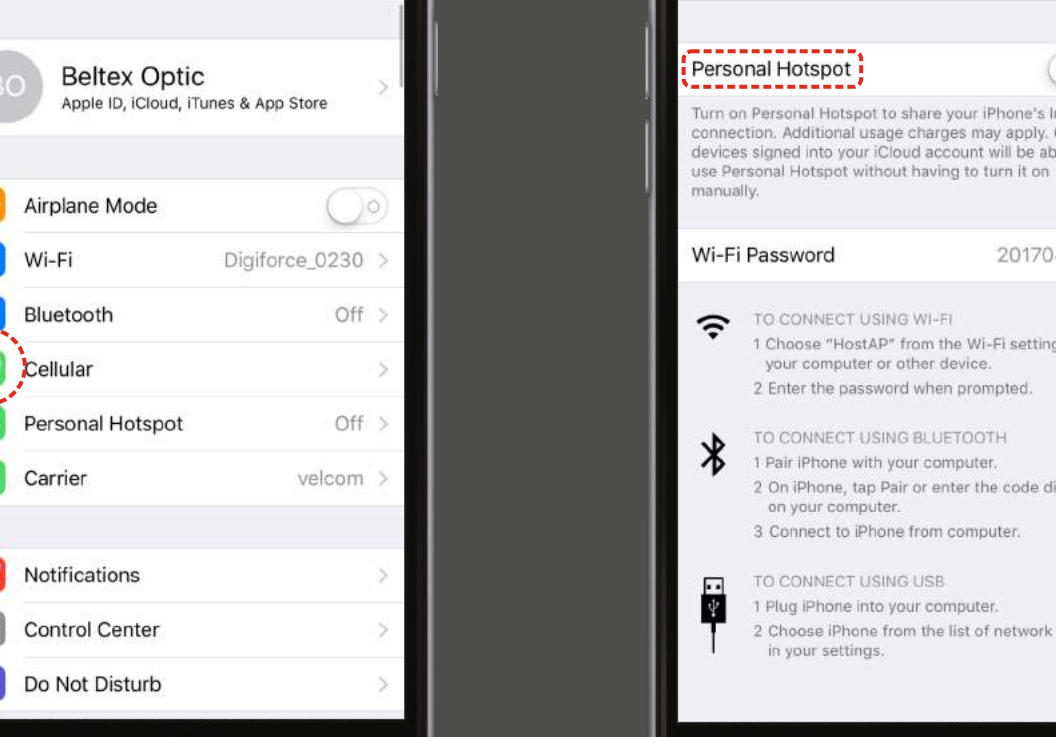 Beltex Optic
Apple ID, iCloud, iTunes & App Store
Airplane Mode
Wi-Fi Digiforce_0230
Bluetooth Off
Cellular
Personal Hotspot Off
Carrier velcom
Notifications
Control Center
Do Not Disturb
Personal Hotspot
Turn on Personal Hotspot to share your iPhone's
connection. Additional usage charges may apply.
devices signed into your iCloud account will be
use Personal Hotspot without having to turn it on
manually.
Wi-Fi Password
TO CONNECT USING WI-FI
1 Choose "HostAP" from the Wi-Fi
your computer or other device.
2 Enter the password when prompted.
TO CONNECT USING BLUETOOTH
1 Pair iPhone with your computer.
2 On iPhone, tap Pair or enter the code
on your computer.
3 Connect to iPhone from computer.
TO CONNECT USING USB
1 Plug iPhone into your computer.
2 Choose iPhone from the list of network
in your settings.